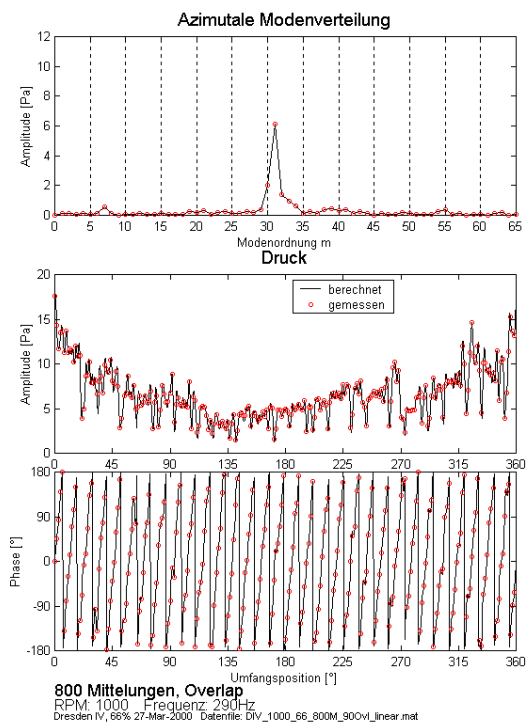 Azimutale Modenverteilung
12
10
8
6
4
2
0
Amplitude [Pa]
0 5 10 15 20 25 30 35 40 45 50 55 60 65
Modenordnung m
Druck
20
15
10
5
0
Amplitude [Pa]
berechnet
gemessen
0 45 90 135 180 225 270 315 360
180
90
0
-90
-180
Phase [°]
0 45 90 135 180 225 270 315 360
Umfangsposition [°]
800 Mittelungen, Overlap
RPM: 1000 Frequenz: 290Hz
Dresden IV, 66% 27-Mar-2000 Datenfile: DIV_1000_66_800M_90Ovl_linear.mat